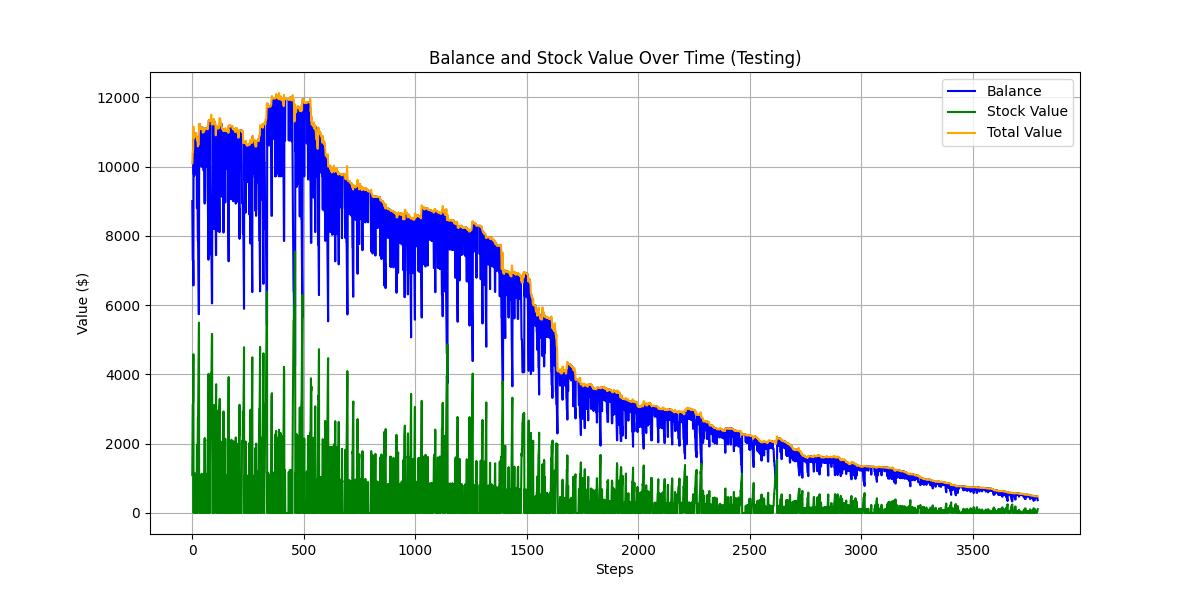 Balance and Stock Value Over Time (Testing)
Balance
Stock Value
Total Value
Value ($)
12000
10000
8000
6000
4000
2000
0
0 500 1000 1500 2000 2500 3000 3500
Steps